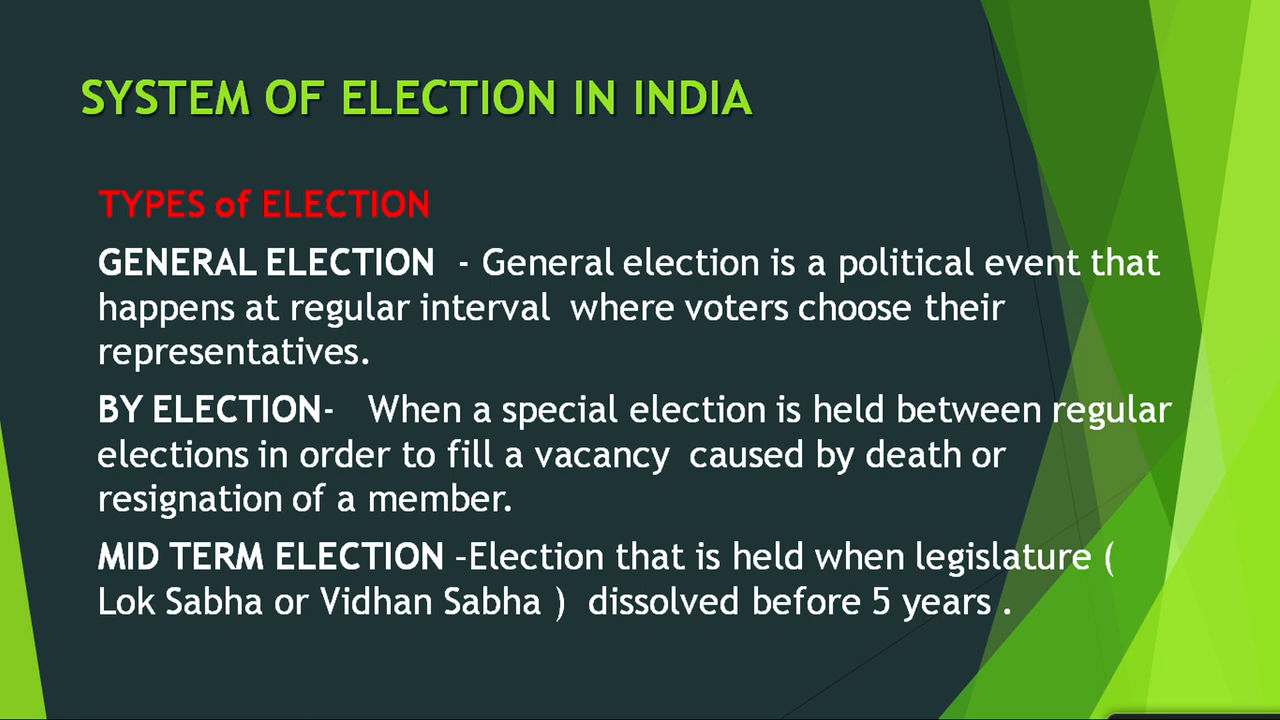 SYSTEM OF ELECTION IN INDIA
TYPES of ELECTION
GENERAL ELECTION - General election is a political event that
happens at regular interval where voters choose their
representatives.
BY ELECTION- When a special election is held between regular
elections in order to fill a vacancy caused by death or
resignation of a member.
MID TERM ELECTION –Election that is held when legislature (
Lok Sabha or Vidhan Sabha ) dissolved before 5 years .